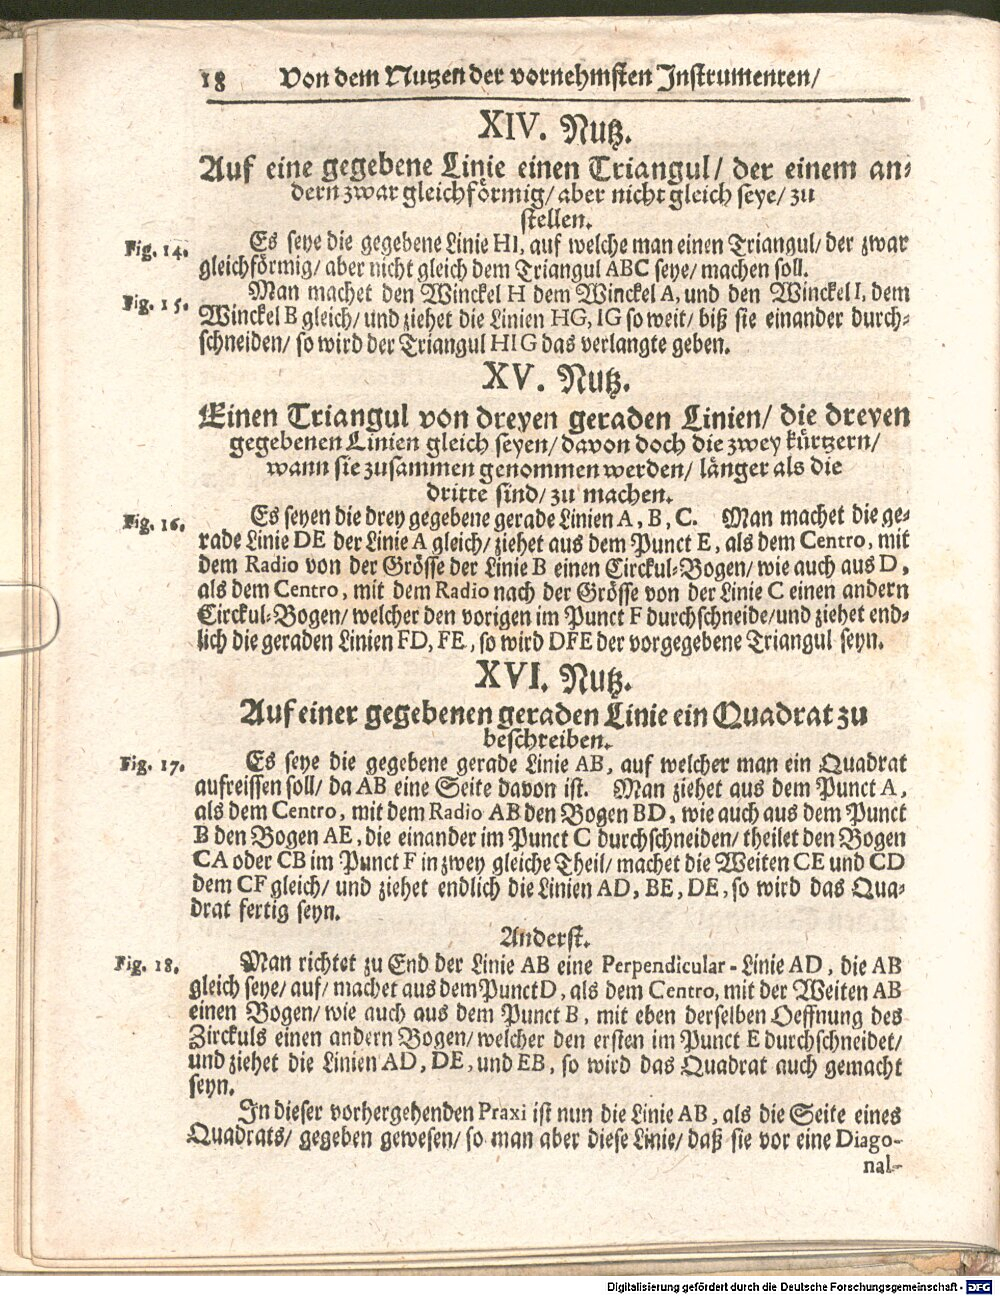 18 Von dem Nutzen der vornehmsten Instrumenten/
XIV. Nutz.
Auf eine gegebene Linie einen Triangul/ der einem an-
dern zwar gleichförmig/ aber nicht gleich seye/ zu
stellen.
Fig. 14. Es seye die gegebene Linie HI, auf welche man einen Triangul/ der zwar
gleichförmig/ aber nicht gleich dem Triangul ABC seye/ machen soll.
Fig. 15. Man machet den Winckel H dem Winckel A, und den Winckel I, dem
Winckel B gleich/ und ziehet die Linien HG, IG so weit/ biß sie einander durch-
schneiden/ so wird der Triangul HIG das verlangte geben.
XV. Nutz.
Einen Triangul von dreyen geraden Linien/ die dreyen
gegebenen Linien gleich seyen/ davon doch die zwey kürtzern/
wann sie zusammen genommen werden/ länger als die
dritte sind/ zu machen.
Fig. 16. Es seyen die drey gegebene gerade Linien A, B, C. Man machet die ge-
rade Linie DE der Linie A gleich/ ziehet aus dem Punct E, als dem Centro, mit
dem Radio von der Grösse der Linie B einen Circkul-Bogen/ wie auch aus D,
als dem Centro, mit dem Radio nach der Grösse von der Linie C einen andern
Circkul-Bogen/ welcher den vorigen im Punct F durchschneide/ und ziehet end-
lich die geraden Linien FD, FE, so wird DFE der vorgegebene Triangul seyn.
XVI. Nutz.
Auf einer gegebenen geraden Linie ein Quadrat zu
beschreiben.
Fig. 17. Es seye die gegebene gerade Linie AB, auf welcher man ein Quadrat
aufreissen soll/ da AB eine Seite davon ist. Man ziehet aus dem Punct A,
als dem Centro, mit dem Radio AB den Bogen BD, wie auch aus dem Punct
B den Bogen AE, die einander im Punct C durchschneiden/ theilet den Bogen
CA oder CB im Punct F in zwey gleiche Theil/ machet die Weiten CE und CD
dem CF gleich/ und ziehet endlich die Linien AD, BE, DE, so wird das Qua-
drat fertig seyn.
Anderst.
Fig. 18. Man richtet zu End der Linie AB eine Perpendicular-Linie AD, die AB
gleich seye/ auf/ machet aus dem Punct D, als dem Centro, mit der Weiten AB
einen Bogen/ wie auch aus dem Punct B, mit eben derselben Oeffnung des
Zirckuls einen andern Bogen/ welcher den ersten im Punct E durchschneidet/
und ziehet die Linien AD, DE, und EB, so wird das Quadrat auch gemacht
seyn.
In dieser vorhergehenden Praxi ist nun die Linie AB, als die Seite eines
Quadrats/ gegeben gewesen/ so man aber diese Linie/ daß sie vor eine Diago-
nal-
Digitalisierung gefördert durch die Deutsche Forschungsgemeinschaft - DFG